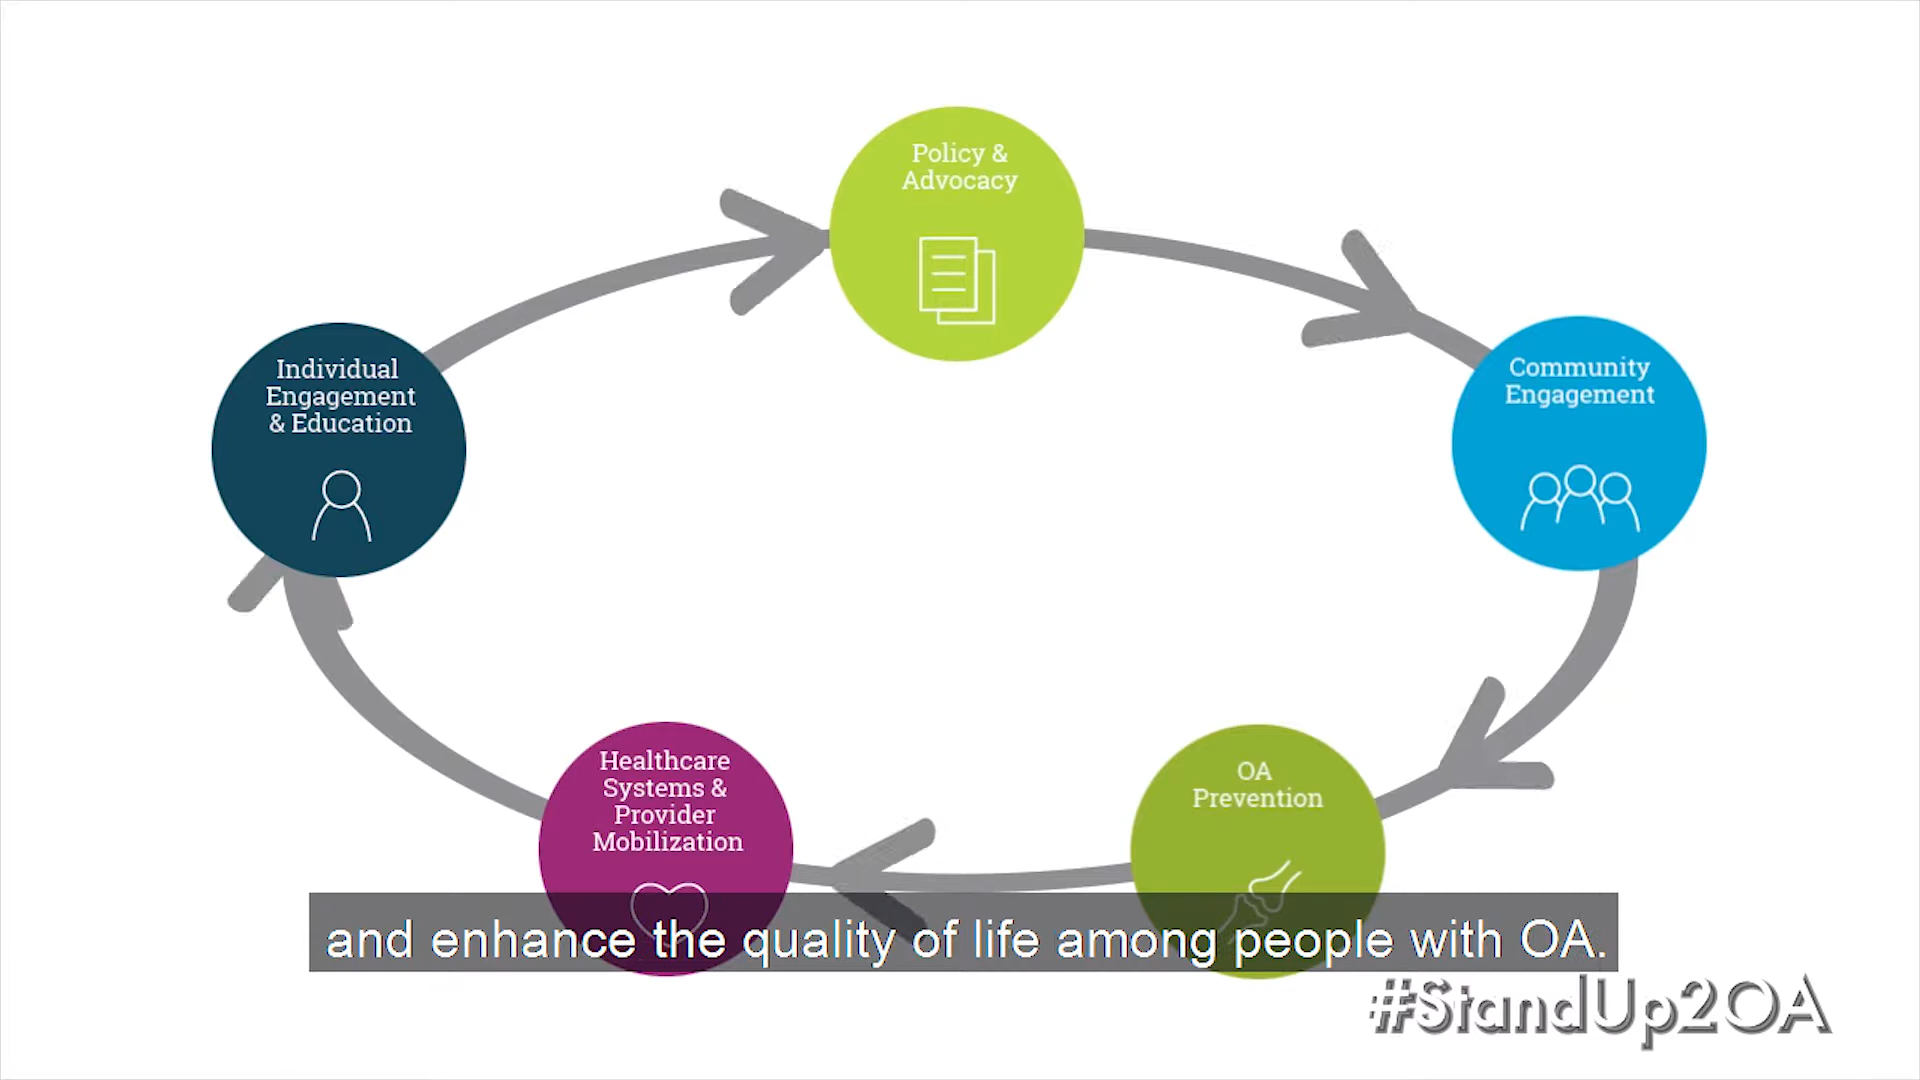 Policy &
Advocacy
Individual
Engagement
& Education
Community
Engagement
Healthcare
Systems &
Provider
Mobilization
OA
Prevention
and enhance the quality of life among people with OA.
#StandUp2OA